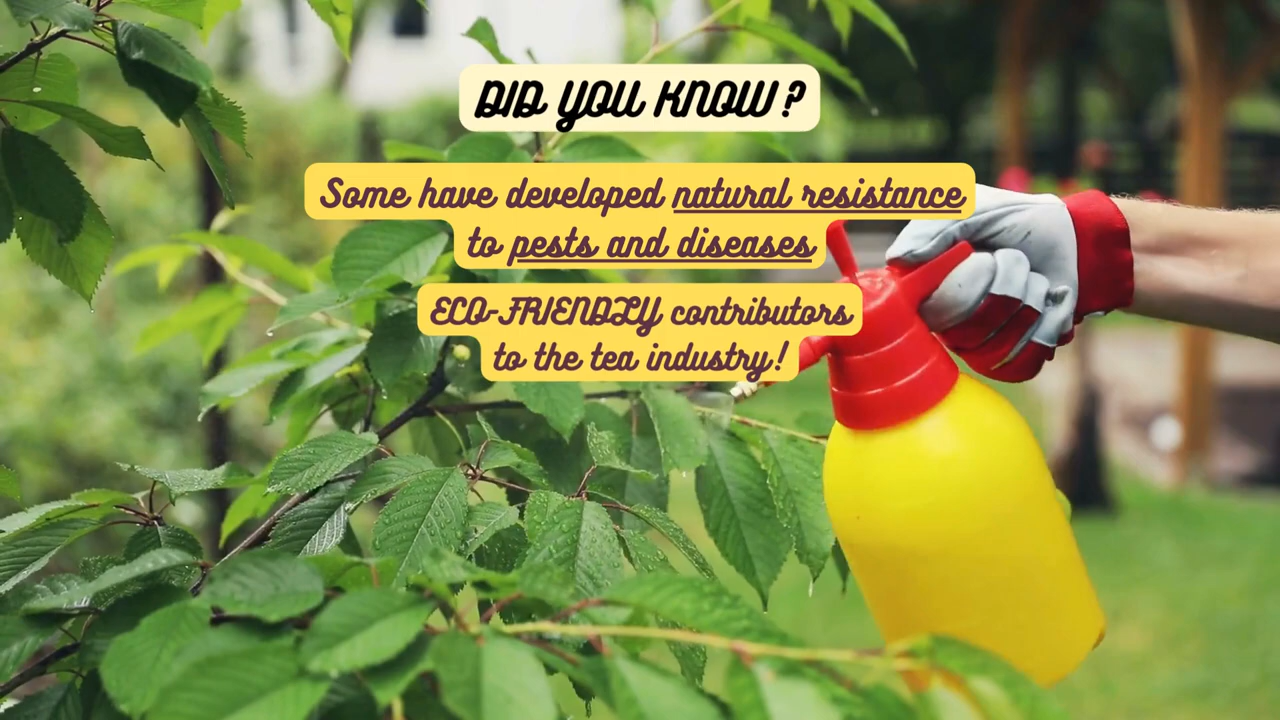 DID YOU KNOW?
Some have developed natural resistance
to pests and diseases
ECO-FRIENDLY contributors
to the tea industry!